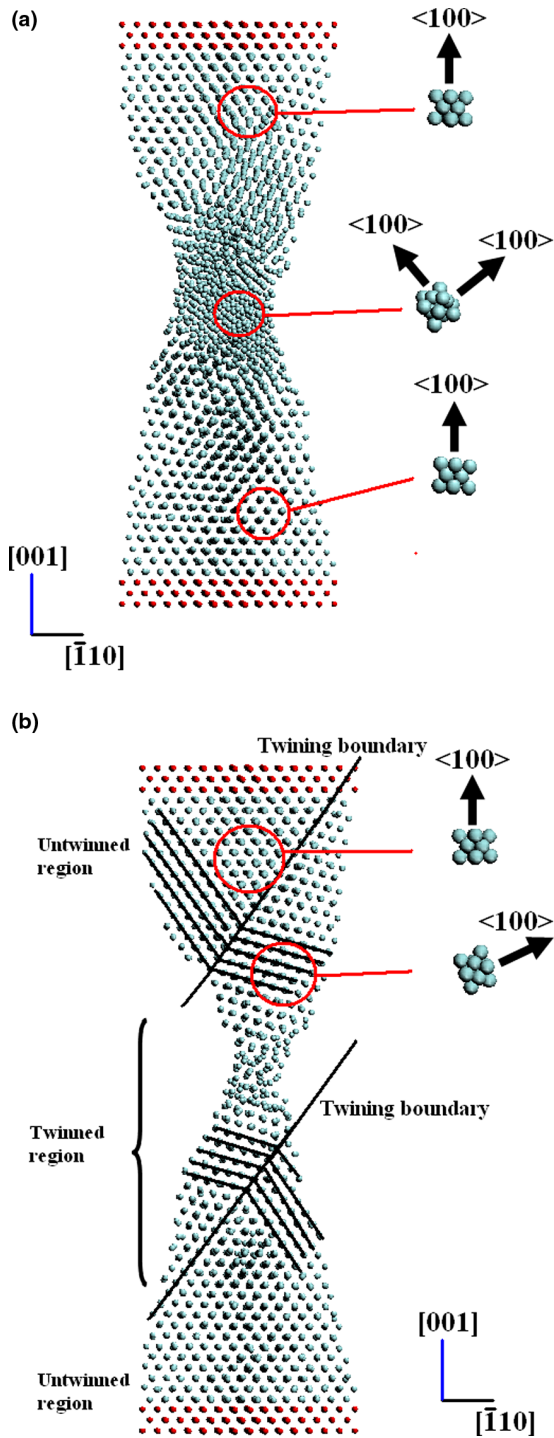 (a)
<100>
<100>
<100>
<100>
[001]
[1̄10]
(b)
Twining boundary
<100>
Untwinned
region
<100>
Twining boundary
Twinned
region
[001]
Untwinned
region
[1̄10]